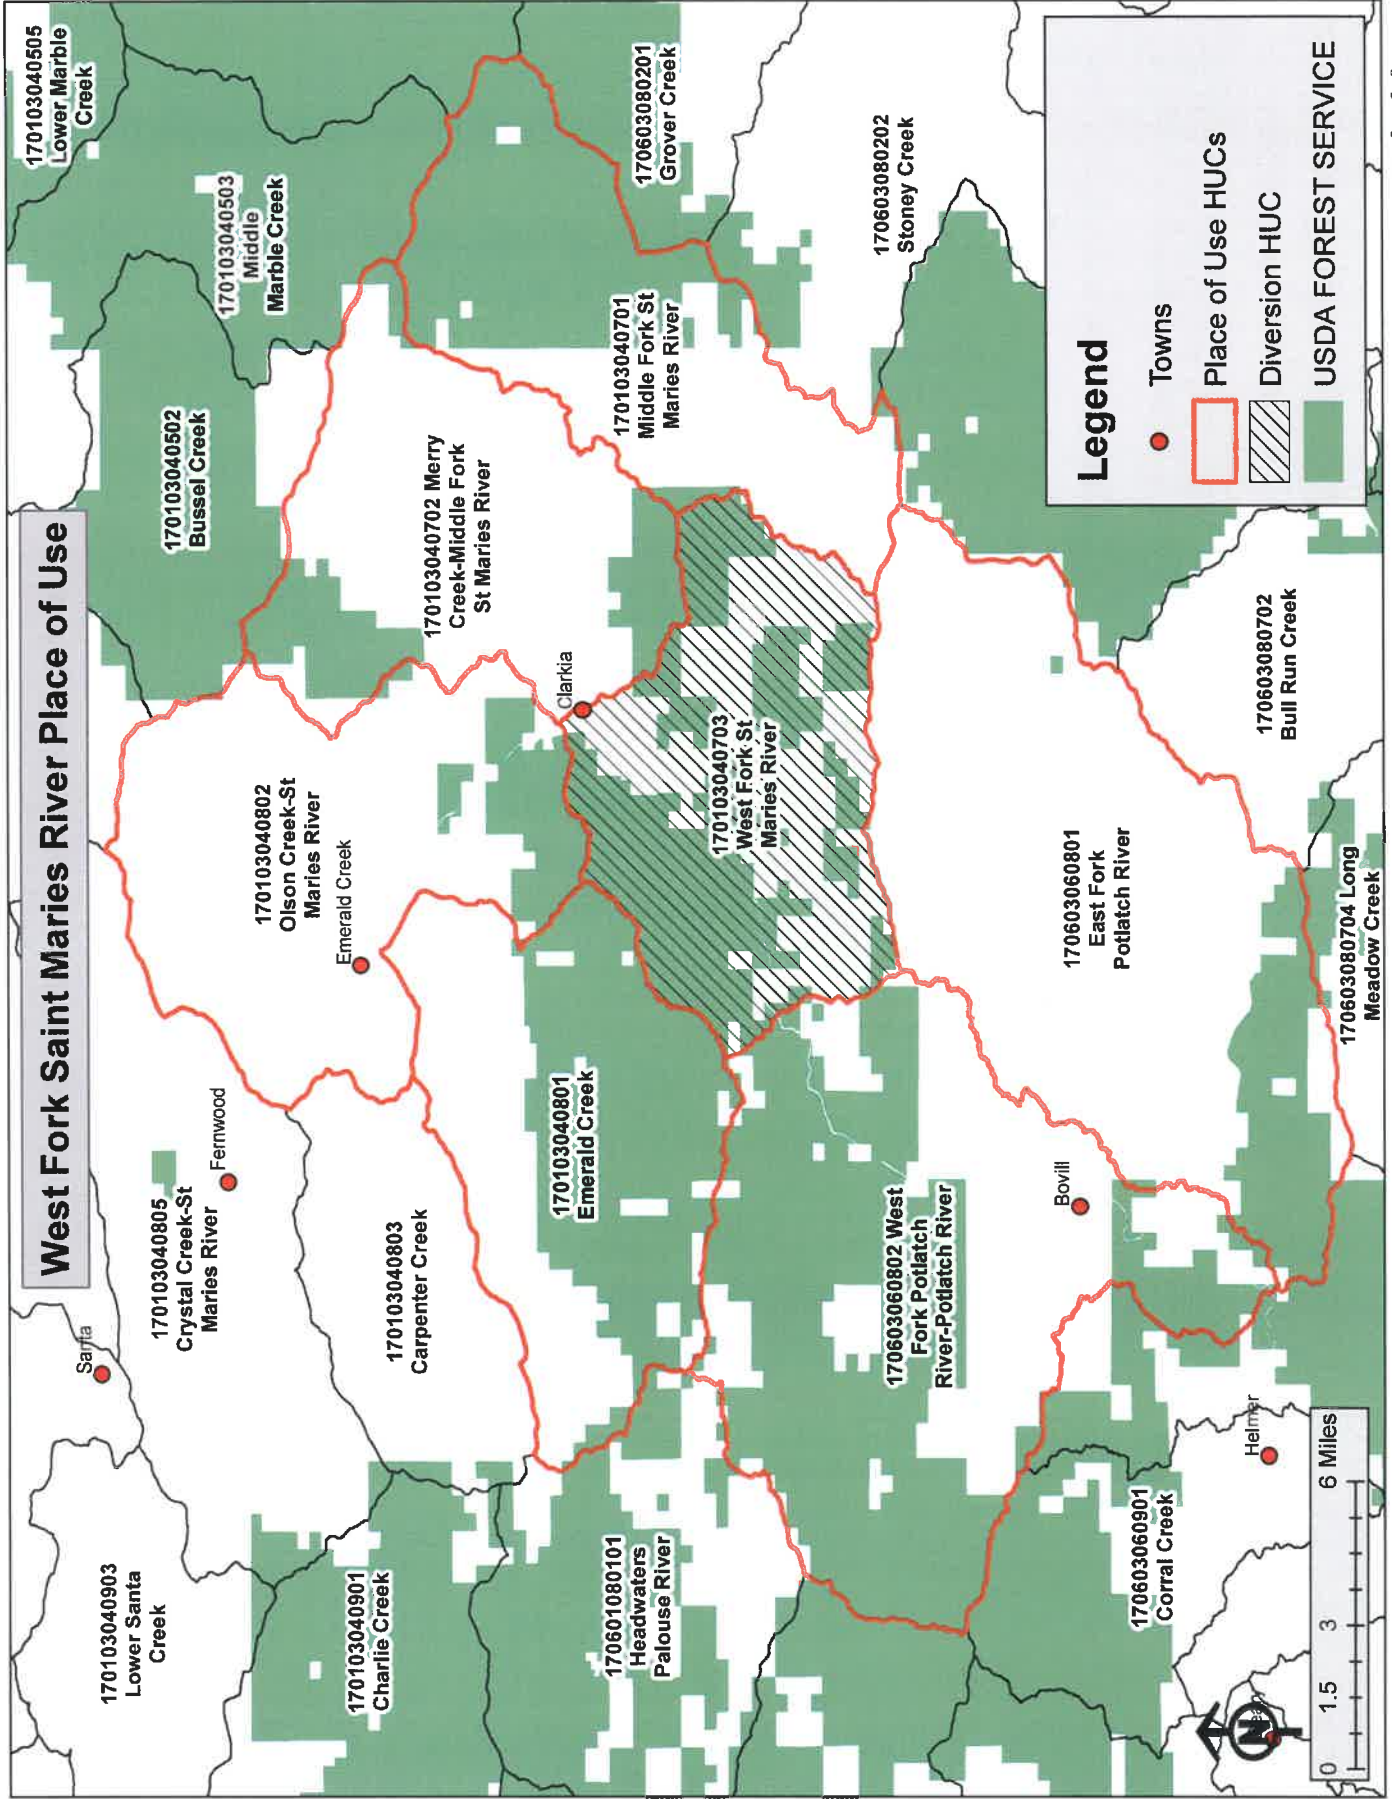 West Fork Saint Maries River Place of Use
170103040903
Lower Santa
Creek
Santa
170103040805
Crystal Creek-St
Maries River
Fernwood
170103040802
Olson Creek-St
Maries River
Emerald Creek
170103040502
Bussel Creek
170103040503
Middle
Marble Creek
170103040505
Lower Marble
Creek
170103040901
Charlie Creek
170103040803
Carpenter Creek
170103040702 Merry
Creek-Middle Fork
St Maries River
Clarkia
170103040801
Emerald Creek
170103040701
Middle Fork St
Maries River
170603080201
Grover Creek
170601080101
Headwaters
Palouse River
170103040703
West Fork St
Maries River
170603080202
Stoney Creek
170603060802 West
Fork Potlatch
River-Potlatch River
Bovill
170603060801
East Fork
Potlatch River
170603060901
Corral Creek
Helmer
170603080702
Bull Run Creek
170603080704 Long
Meadow Creek
Legend
Towns
Place of Use HUCs
Diversion HUC
USDA FOREST SERVICE
N
0 1.5 3 6 Miles